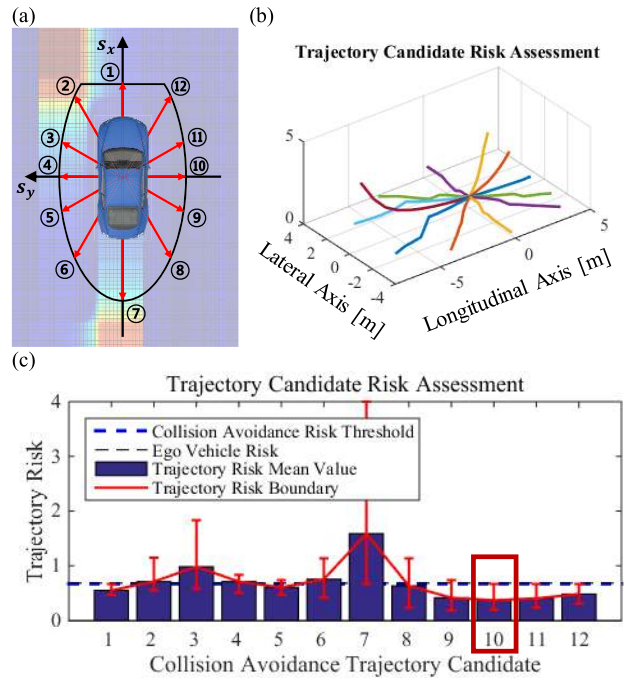 (a)
s_x
①
②
⑫
③
⑪
④
⑩
s_y
⑤
⑨
⑥
⑧
⑦
(b)
Trajectory Candidate Risk Assessment
5
0
4
2
0
-2
-4
-5
0
5
Lateral Axis [m]
Longitudinal Axis [m]
(c)
Trajectory Candidate Risk Assessment
4
3
2
1
0
Trajectory Risk
Collision Avoidance Risk Threshold
Ego Vehicle Risk
Trajectory Risk Mean Value
Trajectory Risk Boundary
1 2 3 4 5 6 7 8 9 10 11 12
Collision Avoidance Trajectory Candidate